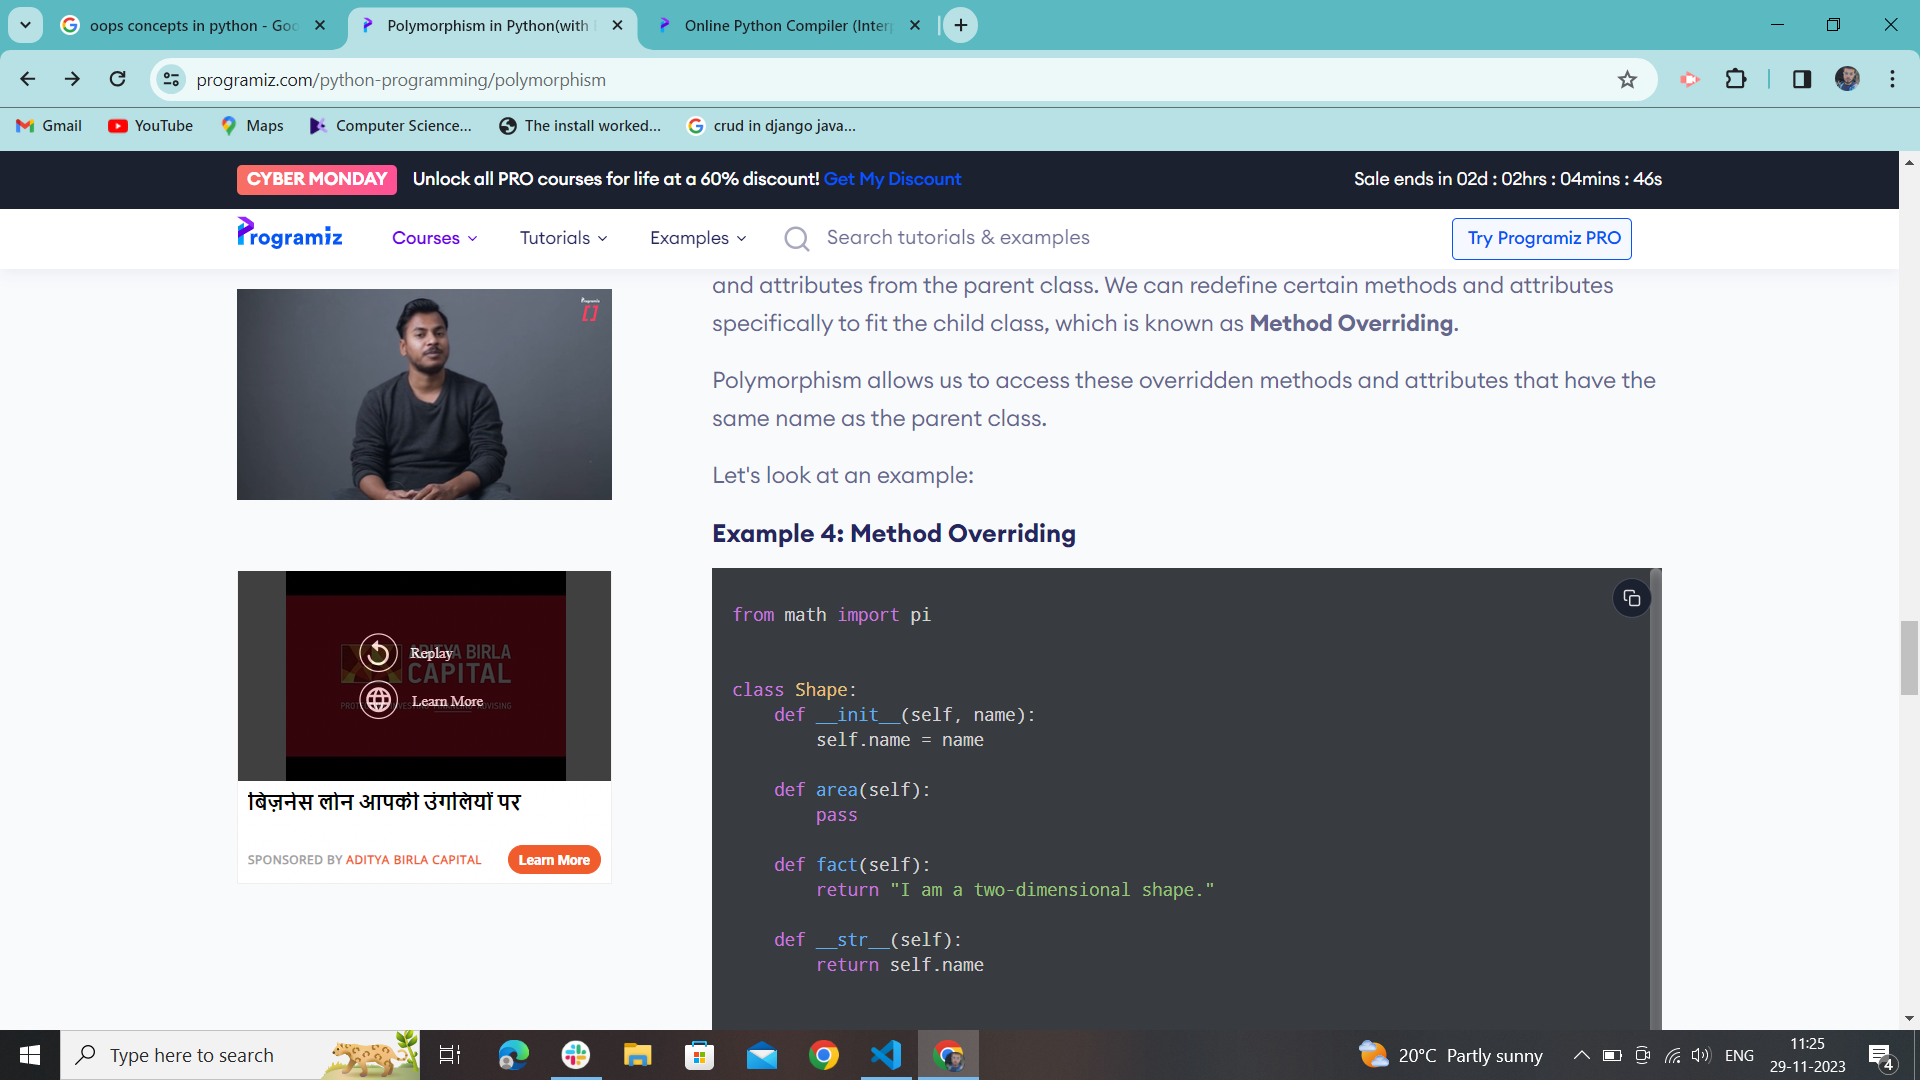 oops concepts in python - Goo
Polymorphism in Python(with
Online Python Compiler (Interp
programiz.com/python-programming/polymorphism
Gmail
YouTube
Maps
Computer Science...
The install worked...
crud in django java...
CYBER MONDAY Unlock all PRO courses for life at a 60% discount! Get My Discount
Sale ends in 02d : 02hrs : 04mins : 46s
Programiz
Courses
Tutorials
Examples
Search tutorials & examples
Try Programiz PRO
and attributes from the parent class. We can redefine certain methods and attributes
specifically to fit the child class, which is known as Method Overriding.
Polymorphism allows us to access these overridden methods and attributes that have the
same name as the parent class.
Let's look at an example:
Example 4: Method Overriding
from math import pi
class Shape:
def __init__(self, name):
self.name = name
def area(self):
pass
def fact(self):
return "I am a two-dimensional shape."
def __str__(self):
return self.name
Programiz
ADITYA BIRLA
CAPITAL
Replay
Learn More
बिज़नेस लोन आपकी उंगलियों पर
SPONSORED BY ADITYA BIRLA CAPITAL
Learn More
Type here to search
20°C Partly sunny
ENG
11:25
29-11-2023
4